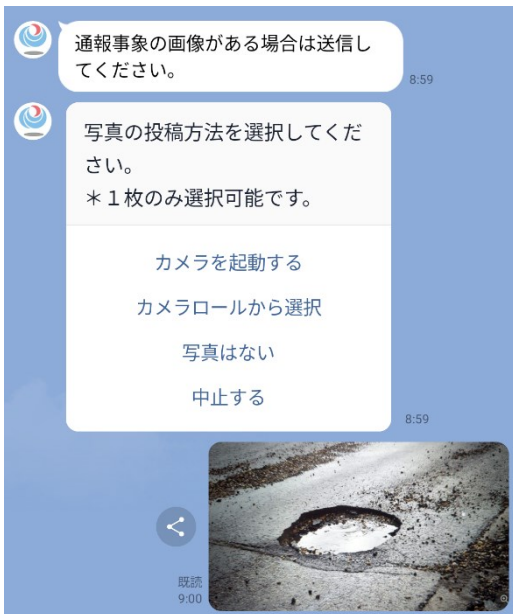 通報事象の画像がある場合は送信し
てください。
8:59
写真の投稿方法を選択してくだ
さい。
＊１枚のみ選択可能です。
カメラを起動する
カメラロールから選択
写真はない
中止する
8:59
既読
9:00